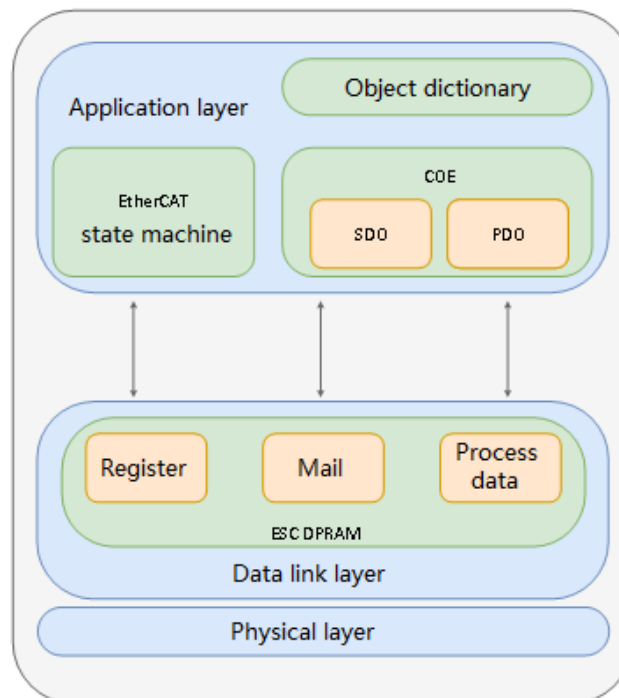 Object dictionary
Application layer
EtherCAT
state machine
COE
SDO
PDO
Register
Mail
Process
data
ESC DPRAM
Data link layer
Physical layer